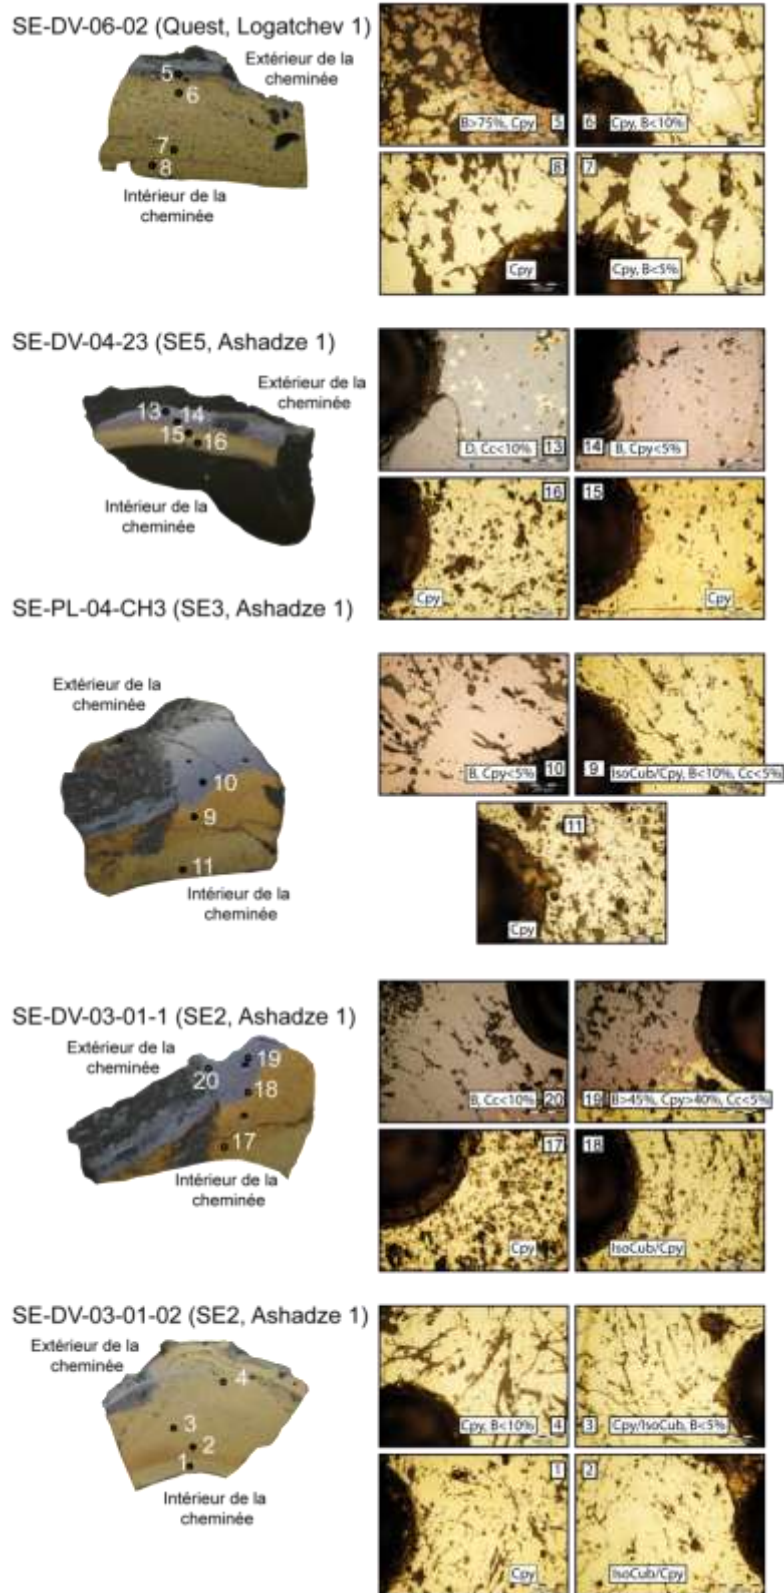 SE-DV-06-02 (Quest, Logatchev 1)
Extérieur de la
cheminée
5
6
7
8
Intérieur de la
cheminée
B>75%, Cpy
5
6
Cpy, B<10%
8
Cpy
7
Cpy, B<5%
SE-DV-04-23 (SE5, Ashadze 1)
Extérieur de la
cheminée
13
14
15
16
Intérieur de la
cheminée
D, Cc<10%
13
14
B, Cpy<5%
16
Cpy
15
Cpy
SE-PL-04-CH3 (SE3, Ashadze 1)
Extérieur de la
cheminée
10
9
11
Intérieur de la
cheminée
B, Cpy<5%
10
9
IsoCub/Cpy, B<10%, Cc<5%
11
Cpy
SE-DV-03-01-1 (SE2, Ashadze 1)
Extérieur de la
cheminée
19
20
18
17
Intérieur de la
cheminée
B, Cc<10%
20
19
B>45%, Cpy>40%, Cc<5%
17
Cpy
18
IsoCub/Cpy
SE-DV-03-01-02 (SE2, Ashadze 1)
Extérieur de la
cheminée
4
3
2
1
Intérieur de la
cheminée
Cpy, B<10%
4
3
Cpy/IsoCub, B<5%
1
Cpy
2
IsoCub/Cpy